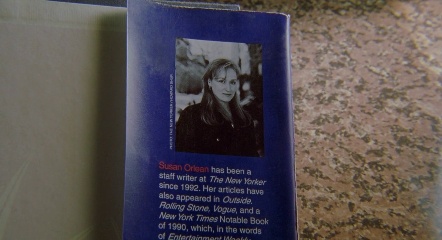 Susan Orlean has been a
staff writer at The New Yorker
since 1992. Her articles have
also appeared in Outside,
Rolling Stone, Vogue, and a
New York Times Notable Book
of 1990, which, in the words
of Entertainment Weekly